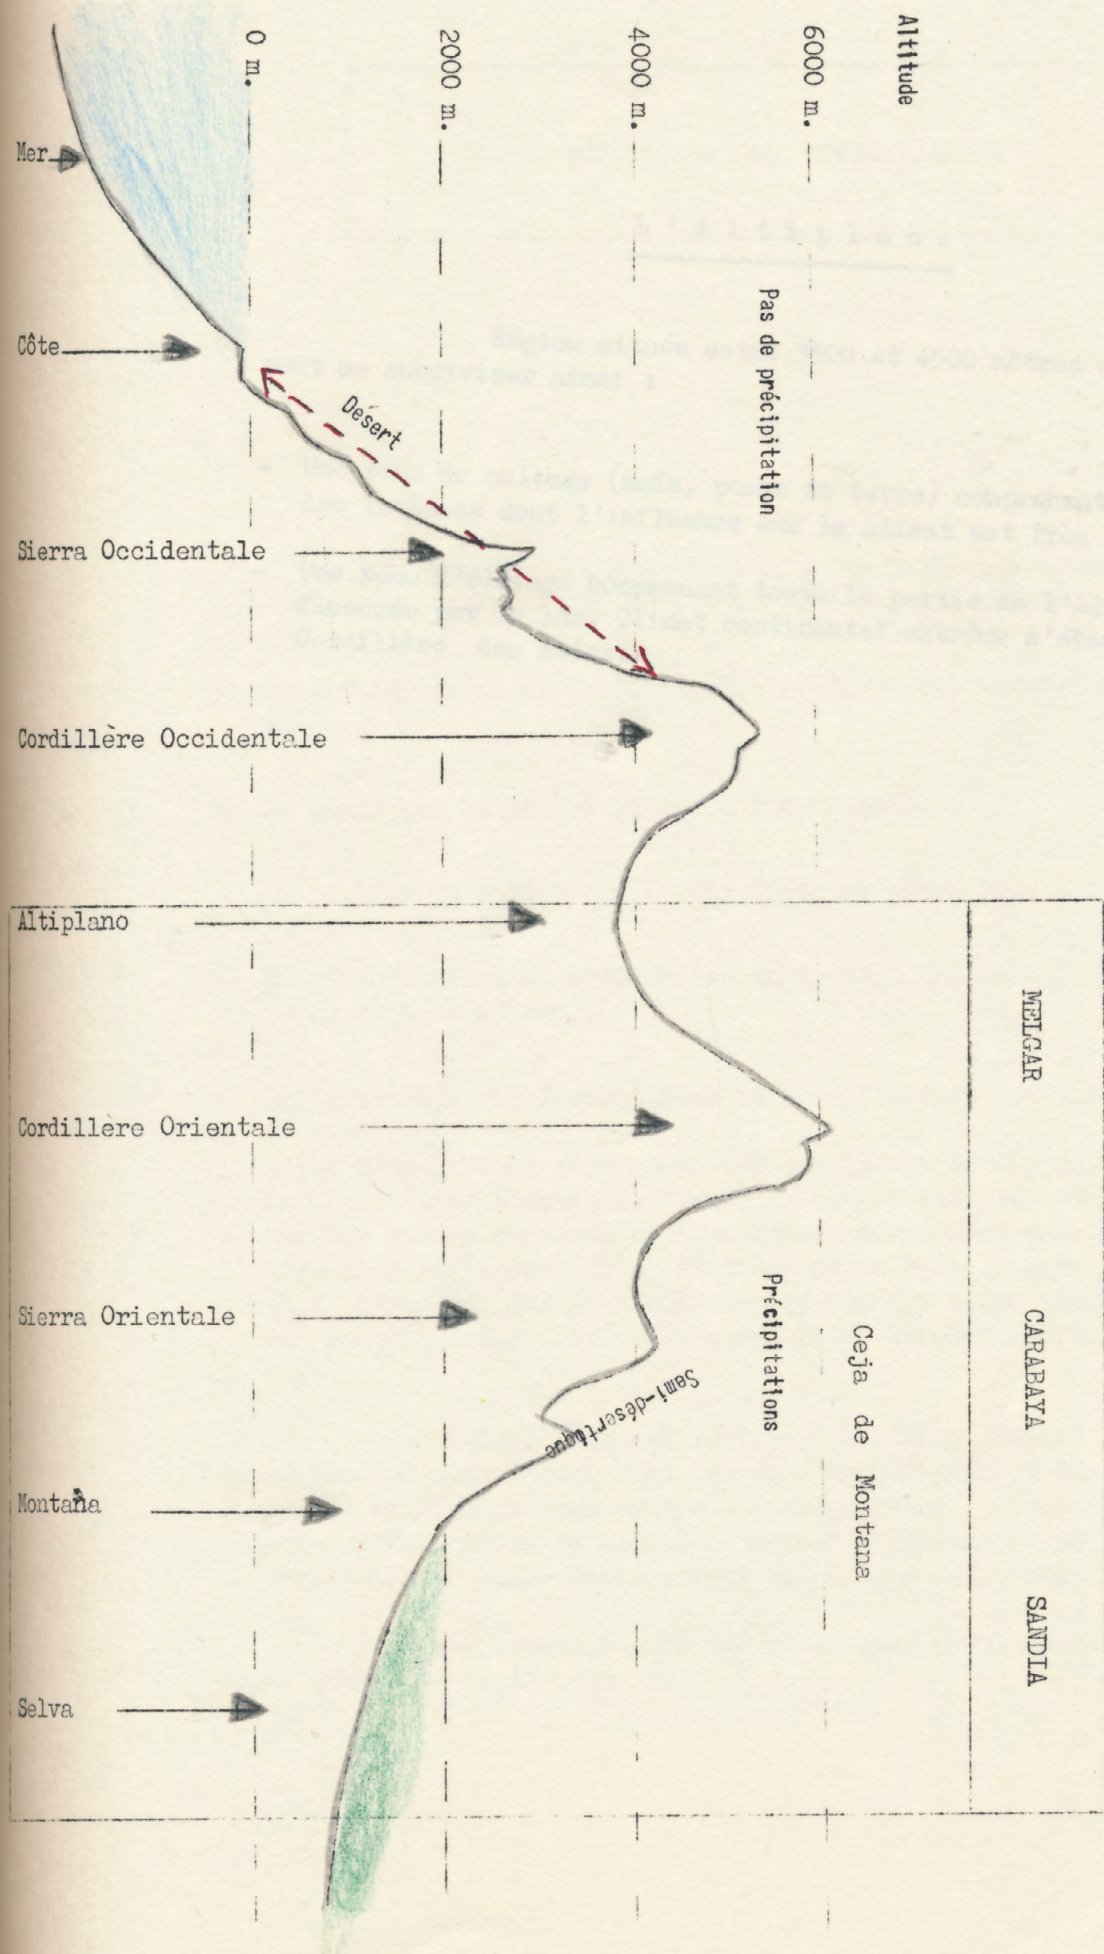 Altitude
6000 m.
4000 m.
2000 m.
0 m.
Mer
Côte
Sierra Occidentale
Cordillère Occidentale
Altiplano
Cordillère Orientale
Sierra Orientale
Montaña
Selva
Désert
Pas de précipitation
Précipitations
Semi-désertique
Ceja de Montana
MELGAR
CARABAYA
SANDIA
L'Altiplano